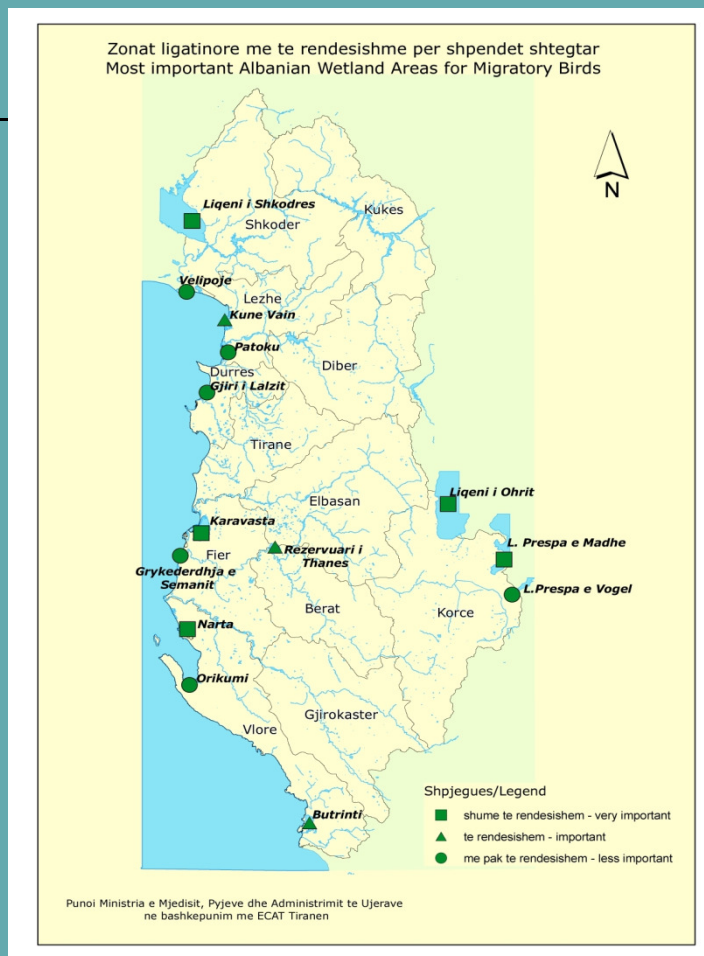 Zonat ligatinore me te rendesishme per shpendet shtegtar
Most important Albanian Wetland Areas for Migratory Birds
N
Liqeni i Shkodres
Shkoder
Kukes
Velipoje
Lezhe
Kune Vain
Patoku
Durres
Diber
Gjiri i Lalzit
Tirane
Elbasan
Liqeni i Ohrit
Karavasta
Fier
Rezervuari i
Thanes
L. Prespa e Madhe
Grykederdhja e
Semanit
L.Prespa e Vogel
Berat
Korce
Narta
Orikumi
Gjirokaster
Vlore
Butrinti
Shpjegues/Legend
shume te rendesishem - very important
te rendesishem - important
me pak te rendesishem - less important
Punoi Ministria e Mjedisit, Pyjeve dhe Administrimit te Ujerave
ne bashkepunim me ECAT Tiranen